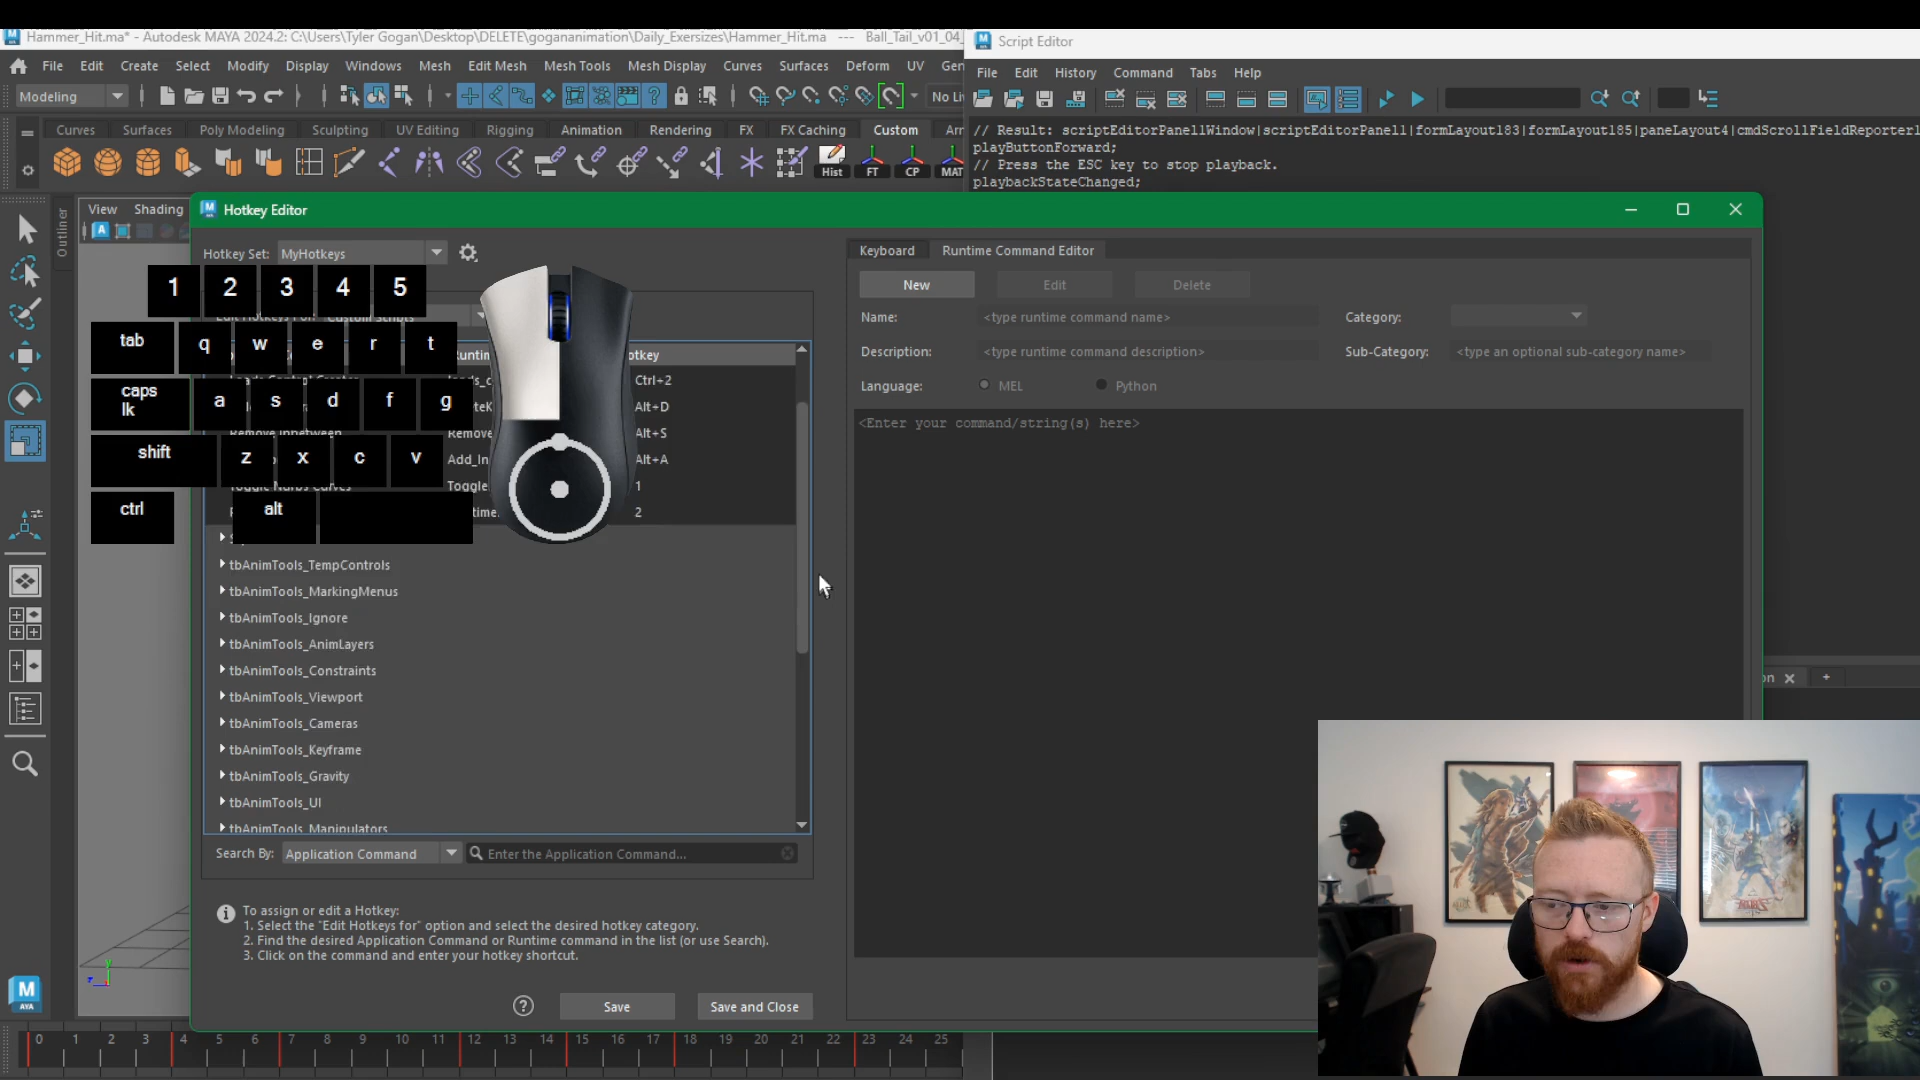 Hammer_Hit.ma* - Autodesk MAYA 2024.2: C:\Users\Tyler Gogan\Desktop\DELETE\gogananimation\Daily_Exersizes\Hammer_Hit.ma --- Ball_Tail_v01_04_
Script Editor
File Edit Create Select Modify Display Windows Mesh Edit Mesh Mesh Tools Mesh Display Curves Surfaces Deform UV Gen
File Edit History Command Tabs Help
Modeling
No Li
Curves Surfaces Poly Modeling Sculpting UV Editing Rigging Animation Rendering FX FX Caching Custom Arn
// Result: scriptEditorPanel1Window|scriptEditorPanel1|formLayout183|formLayout185|paneLayout4|cmdScrollFieldReporter1
playButtonForward;
// Press the ESC key to stop playback.
playbackStateChanged;
Hist FT CP MAT
Outliner
View Shading
Hotkey Editor
Hotkey Set: MyHotkeys
Keyboard Runtime Command Editor
New Edit Delete
Name: <type runtime command name> Category:
Description: <type runtime command description> Sub-Category: <type an optional sub-category name>
Language: MEL Python
<Enter your command/string(s) here>
1 2 3 4 5
tab q w e r t
caps lk a s d f g
shift z x c v
ctrl alt
Runtin otkey
Ctrl+2
Alt+D
Remove Alt+S
Add_In Alt+A
Toggle 1
2
tbAnimTools_TempControls
tbAnimTools_MarkingMenus
tbAnimTools_Ignore
tbAnimTools_AnimLayers
tbAnimTools_Constraints
tbAnimTools_Viewport
tbAnimTools_Cameras
tbAnimTools_Keyframe
tbAnimTools_Gravity
tbAnimTools_UI
tbAnimTools_Manipulators
Search By: Application Command Enter the Application Command...
To assign or edit a Hotkey:
1. Select the "Edit Hotkeys for" option and select the desired hotkey category.
2. Find the desired Application Command or Runtime command in the list (or use Search).
3. Click on the command and enter your hotkey shortcut.
? Save Save and Close
on
+
M
AYA
y
z
0 1 2 3 4 5 6 7 8 9 10 11 12 13 14 15 16 17 18 19 20 21 22 23 24 25